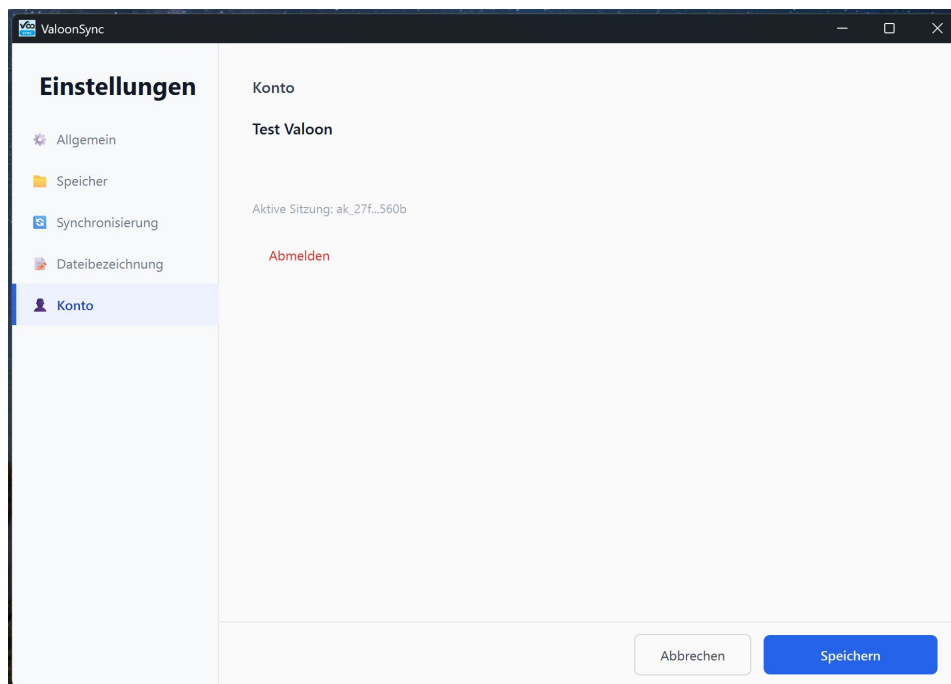 ValoonSync
Einstellungen
Allgemein
Speicher
Synchronisierung
Dateibezeichnung
Konto
Konto
Test Valoon
Aktive Sitzung: ak_27f...560b
Abmelden
Abbrechen
Speichern